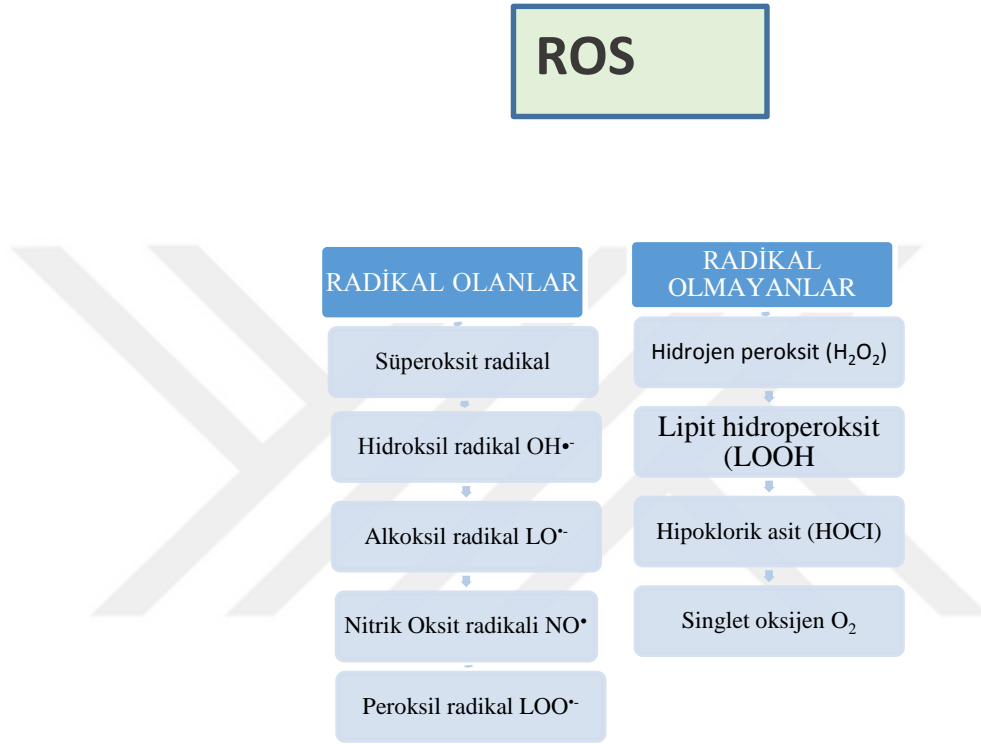 ROS
RADİKAL OLANLAR
Süperoksit radikal
Hidroksil radikal OH•-
Alkoksil radikal LO•-
Nitrik Oksit radikali NO•
Peroksil radikal LOO•-
RADİKAL
OLMAYANLAR
Hidrojen peroksit (H₂O₂)
Lipit hidroperoksit
(LOOH
Hipoklorik asit (HOCI)
Singlet oksijen O₂